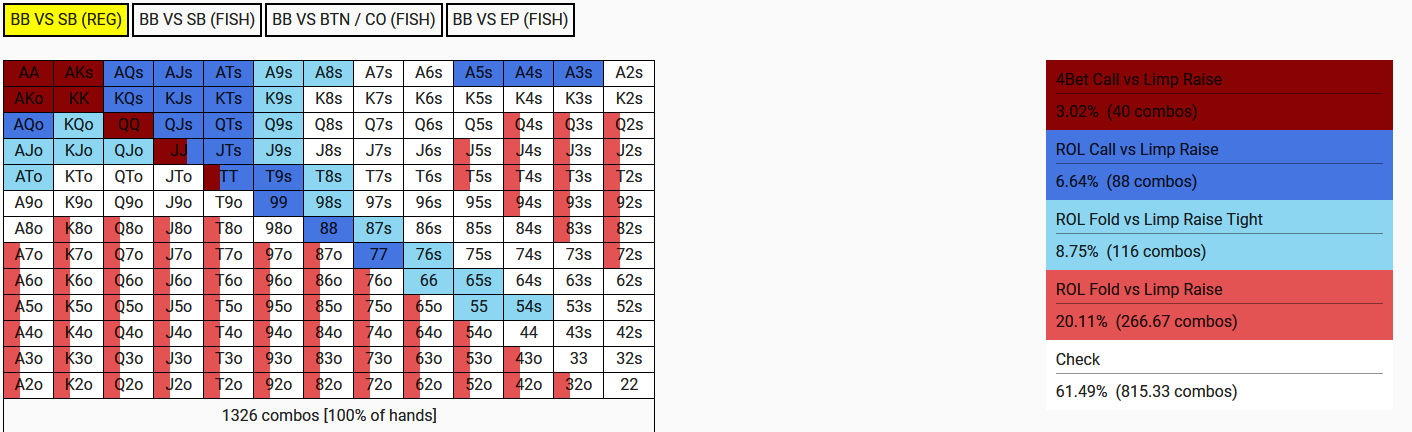 BB VS SB (REG) BB VS SB (FISH) BB VS BTN / CO (FISH) BB VS EP (FISH)
AA AKs AQs AJs ATs A9s A8s A7s A6s A5s A4s A3s A2s
AKo KK KQs KJs KTs K9s K8s K7s K6s K5s K4s K3s K2s
AQo KQo QQ QJs QTs Q9s Q8s Q7s Q6s Q5s Q4s Q3s Q2s
AJo KJo QJo JJ JTs J9s J8s J7s J6s J5s J4s J3s J2s
ATo KTo QTo JTo TT T9s T8s T7s T6s T5s T4s T3s T2s
A9o K9o Q9o J9o T9o 99 98s 97s 96s 95s 94s 93s 92s
A8o K8o Q8o J8o T8o 98o 88 87s 86s 85s 84s 83s 82s
A7o K7o Q7o J7o T7o 97o 87o 77 76s 75s 74s 73s 72s
A6o K6o Q6o J6o T6o 96o 86o 76o 66 65s 64s 63s 62s
A5o K5o Q5o J5o T5o 95o 85o 75o 65o 55 54s 53s 52s
A4o K4o Q4o J4o T4o 94o 84o 74o 64o 54o 44 43s 42s
A3o K3o Q3o J3o T3o 93o 83o 73o 63o 53o 43o 33 32s
A2o K2o Q2o J2o T2o 92o 82o 72o 62o 52o 42o 32o 22
1326 combos [100% of hands]
4Bet Call vs Limp Raise
3.02% (40 combos)
ROL Call vs Limp Raise
6.64% (88 combos)
ROL Fold vs Limp Raise Tight
8.75% (116 combos)
ROL Fold vs Limp Raise
20.11% (266.67 combos)
Check
61.49% (815.33 combos)